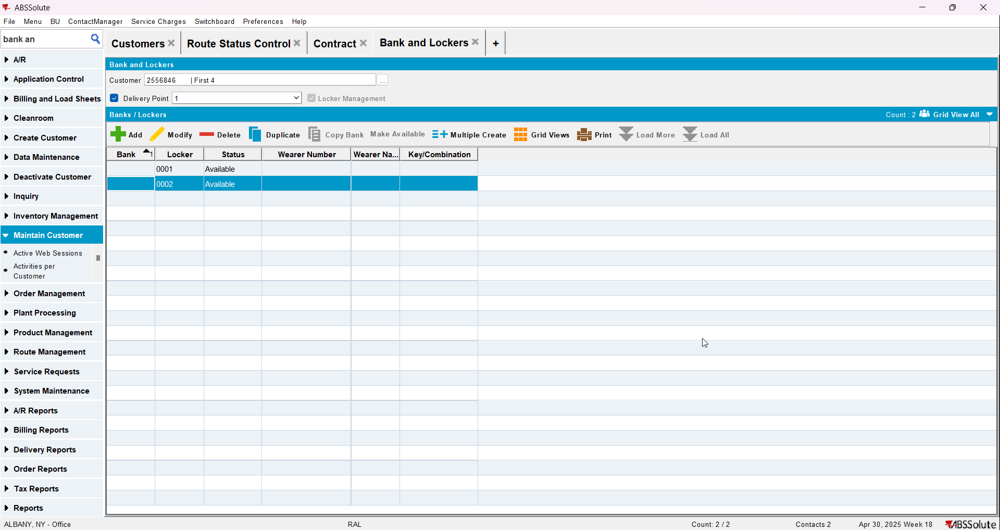 ABSSolute
File Menu BU ContactManager Service Charges Switchboard Preferences Help
bank an
Customers Route Status Control Contract Bank and Lockers +
Bank and Lockers
Customer 2556846 | First 4 ...
Delivery Point 1 Locker Management
Banks / Lockers Count : 2 Grid View All
Add Modify Delete Duplicate Copy Bank Make Available Multiple Create Grid Views Print Load More Load All
Bank 1 Locker Status Wearer Number Wearer Na... Key/Combination
0001 Available
0002 Available
A/R
Application Control
Billing and Load Sheets
Cleanroom
Create Customer
Data Maintenance
Deactivate Customer
Inquiry
Inventory Management
Maintain Customer
Active Web Sessions
Activities per
Customer
Order Management
Plant Processing
Product Management
Route Management
Service Requests
System Maintenance
A/R Reports
Billing Reports
Delivery Reports
Order Reports
Tax Reports
Reports
ALBANY, NY - Office RAL Count: 2 / 2 Contacts 2 Apr 30, 2025 Week 18 ABSSolute